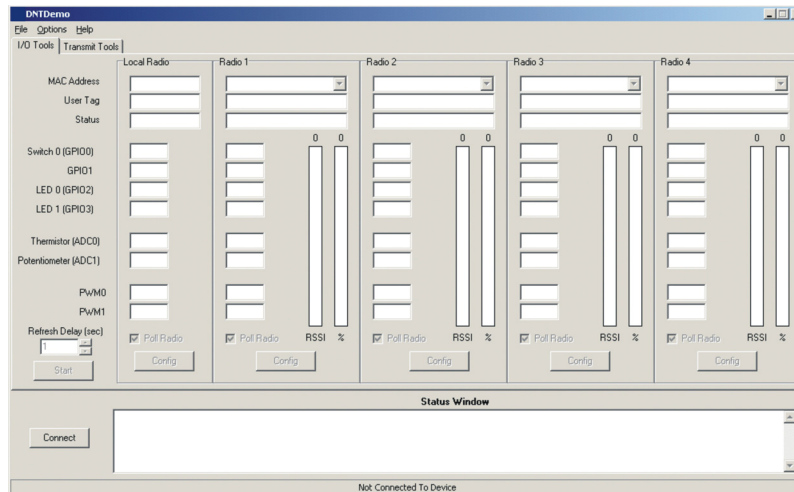 DNTDemo
File Options Help
I/O Tools Transmit Tools
Local Radio Radio 1 Radio 2 Radio 3 Radio 4
MAC Address
User Tag
Status
0 0 0 0 0 0 0 0
Switch 0 (GPIO0)
GPIO1
LED 0 (GPIO2)
LED 1 (GPIO3)
Thermistor (ADC0)
Potentiometer (ADC1)
PWM0
PWM1
Refresh Delay (sec)
Poll Radio Poll Radio RSSI % Poll Radio RSSI % Poll Radio RSSI % Poll Radio RSSI %
1
Config Config Config Config Config
Start
Status Window
Connect
Not Connected To Device